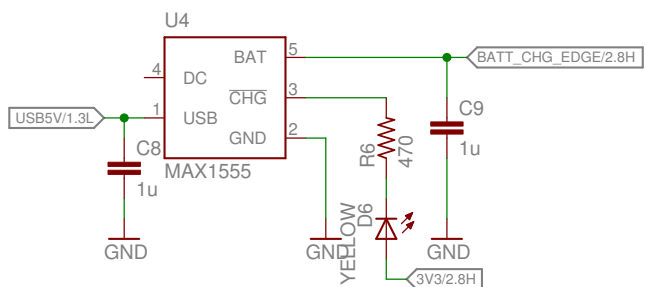 U4
BAT
5
BATT_CHG_EDGE/2.8H
4
DC
CHG
3
USB5V/1.3L
1
USB
GND
2
C9
1u
C8
1u
MAX1555
R6
470
YELLOW
D6
GND
GND
GND
3V3/2.8H